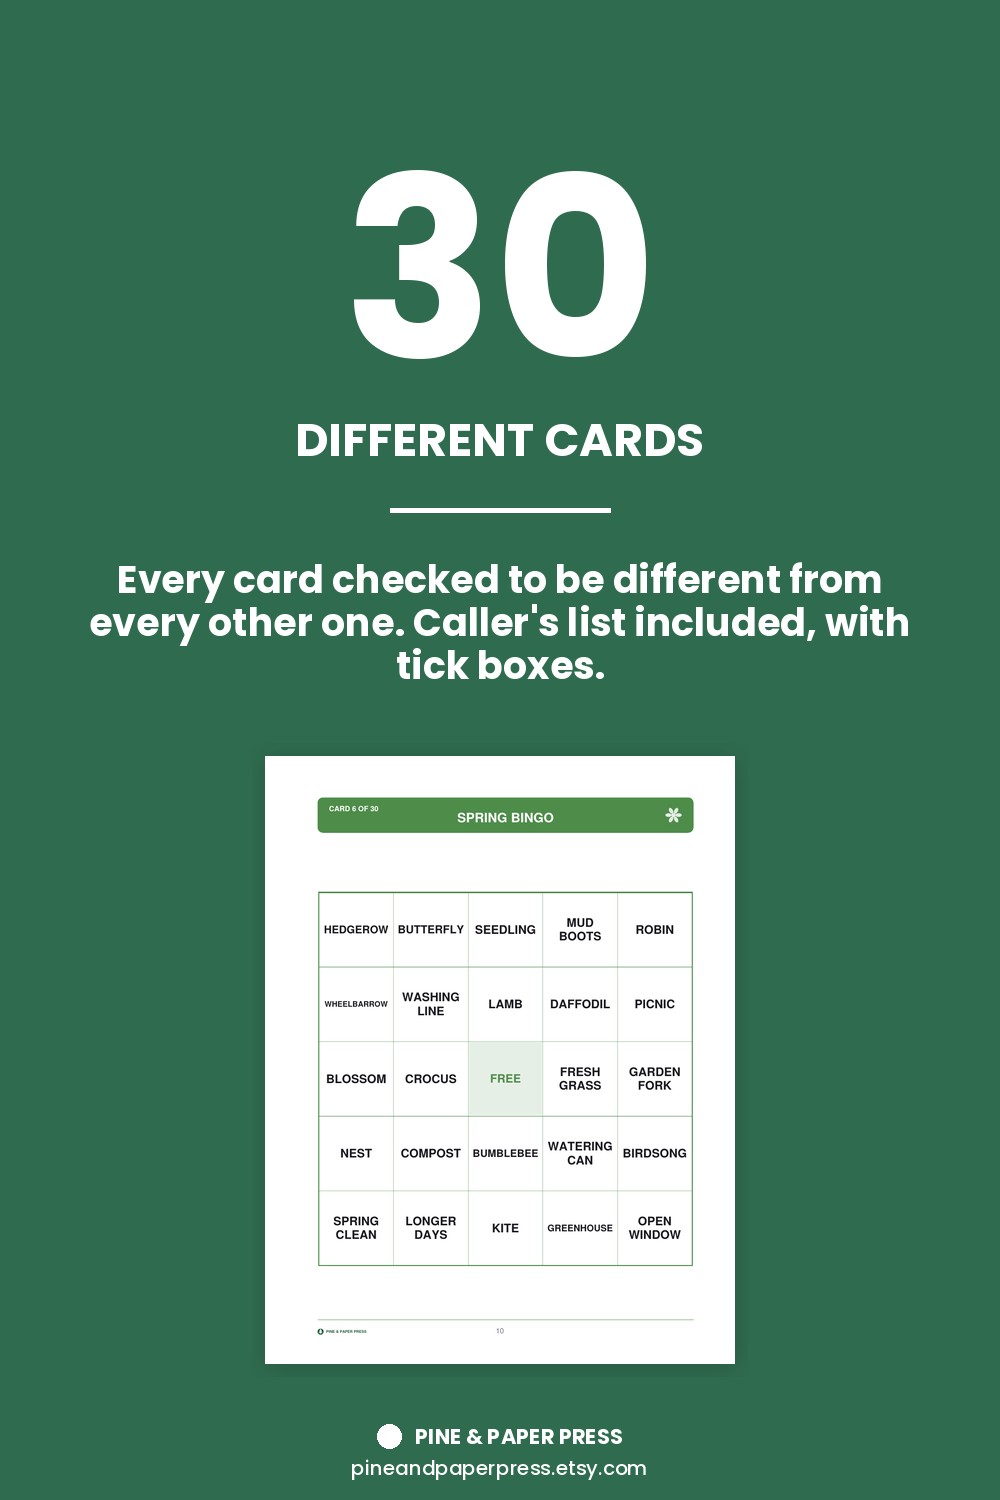 30
DIFFERENT CARDS
Every card checked to be different from
every other one. Caller's list included, with
tick boxes.
CARD 6 OF 30
SPRING BINGO
HEDGEROW BUTTERFLY SEEDLING MUD BOOTS ROBIN
WHEELBARROW WASHING LINE LAMB DAFFODIL PICNIC
BLOSSOM CROCUS FREE FRESH GRASS GARDEN FORK
NEST COMPOST BUMBLEBEE WATERING CAN BIRDSONG
SPRING CLEAN LONGER DAYS KITE GREENHOUSE OPEN WINDOW
PINE & PAPER PRESS 10
PINE & PAPER PRESS
pineandpaperpress.etsy.com